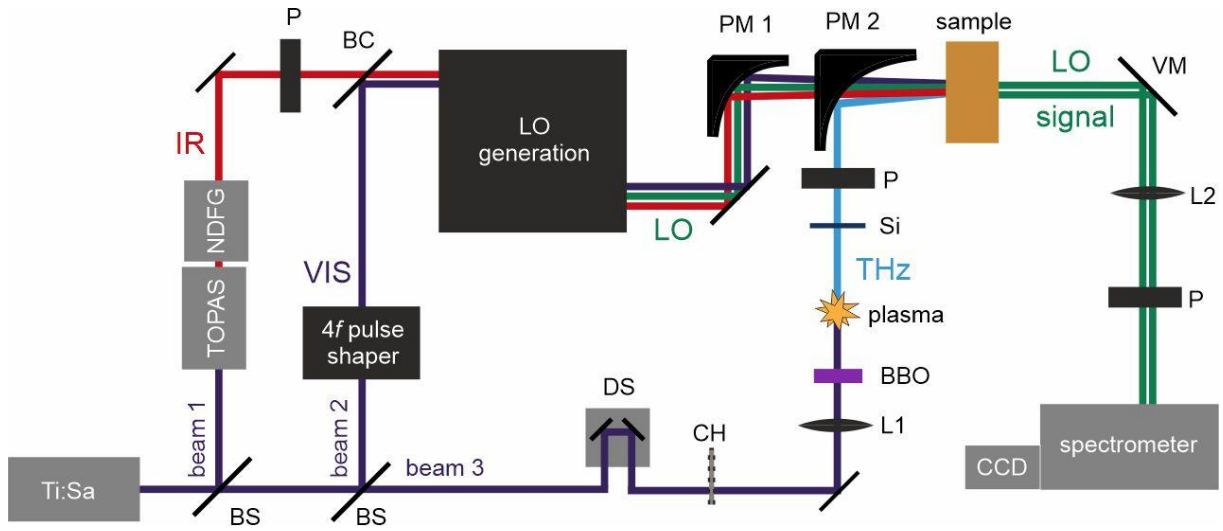 P
BC
PM 1
PM 2
sample
LO
VM
signal
IR
LO
generation
P
L2
Si
LO
NDFG
VIS
THz
TOPAS
4f pulse
shaper
plasma
P
BBO
DS
beam 1
beam 2
CH
L1
spectrometer
CCD
beam 3
Ti:Sa
BS
BS